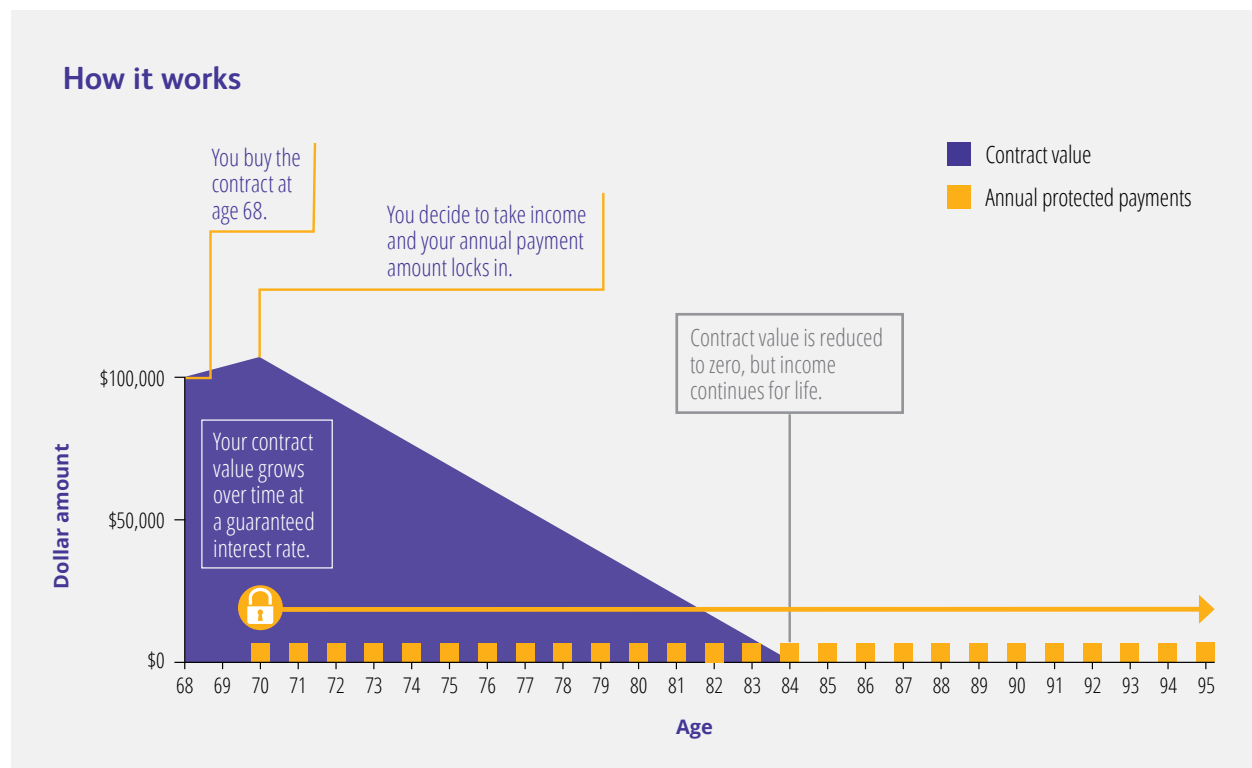 How it works
You buy the
contract at
age 68.
You decide to take income
and your annual payment
amount locks in.
Contract value
Annual protected payments
Contract value is reduced
to zero, but income
continues for life.
Your contract
value grows
over time at
a guaranteed
interest rate.
Dollar amount
$100,000
$50,000
$0
68 69 70 71 72 73 74 75 76 77 78 79 80 81 82 83 84 85 86 87 88 89 90 91 92 93 94 95
Age